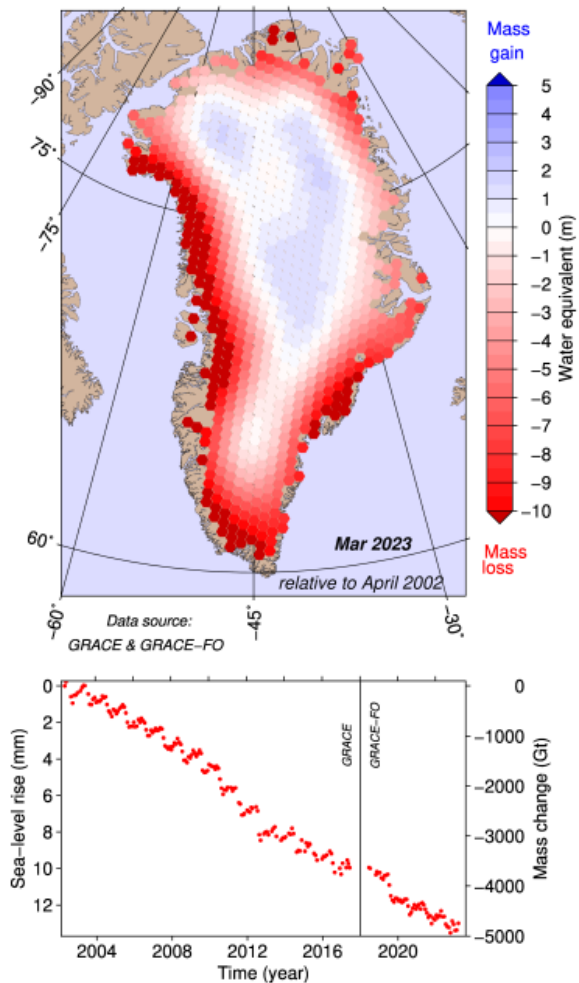 Mass
gain
−90°
75°
−75°
60°
−60°
−45°
−30°
5
4
3
2
1
0
−1
−2
−3
−4
−5
−6
−7
−8
−9
−10
Water equivalent (m)
Mass
loss
Mar 2023
relative to April 2002
Data source:
GRACE & GRACE−FO
0
2
4
6
8
10
12
Sea−level rise (mm)
GRACE
GRACE−FO
0
−1000
−2000
−3000
−4000
−5000
Mass change (Gt)
2004
2008
2012
2016
2020
Time (year)